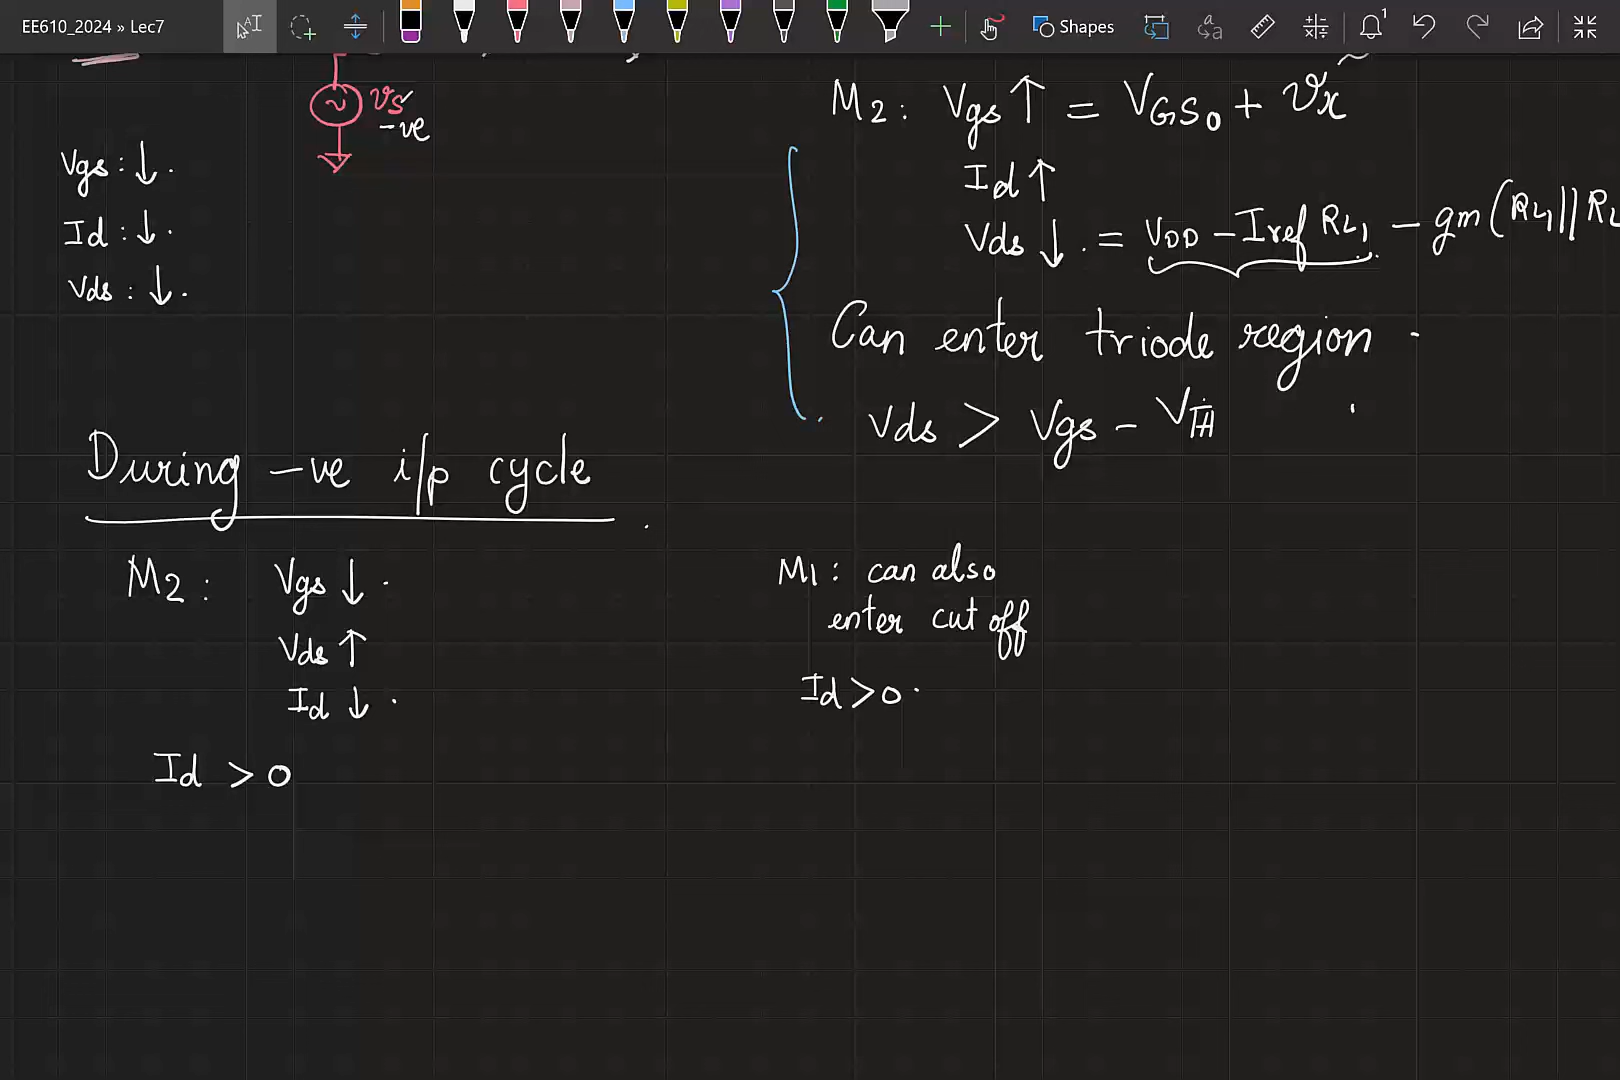 EE610_2024 » Lec7
Shapes
1
vs
-ve
Vgs : ↓ .
Id : ↓ .
Vds : ↓ .
M2 : Vgs ↑ = VGS0 + vx
Id ↑
Vds ↓ . = VDD - Iref RL1 - gm (RL1 || RL
Can enter triode region .
Vds > Vgs - VTH
During -ve i/p cycle
M2 : Vgs ↓ .
Vds ↑
Id ↓ .
Id > 0
M1 : can also
enter cut off
Id > 0 .